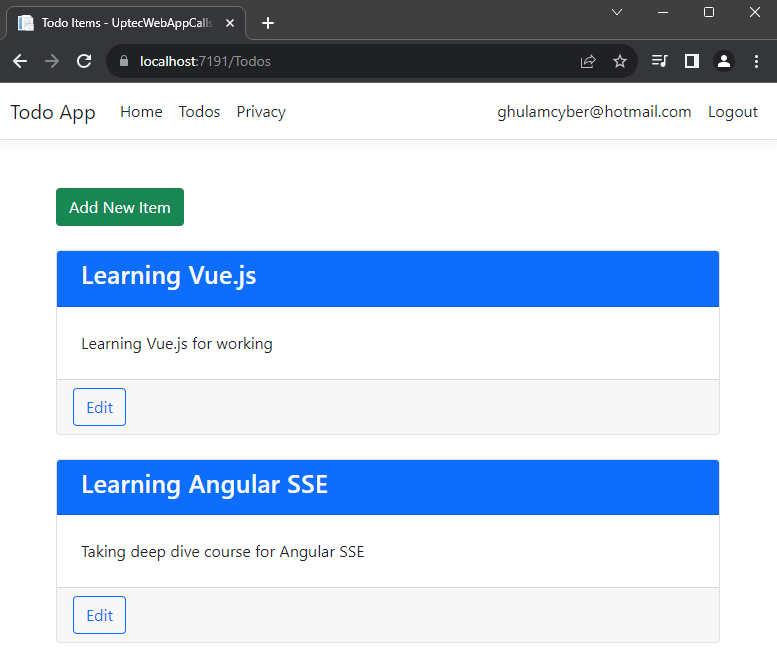 Todo Items - UptecWebAppCalls
localhost:7191/Todos
Todo App Home Todos Privacy ghulamcyber@hotmail.com Logout
Add New Item
Learning Vue.js
Learning Vue.js for working
Edit
Learning Angular SSE
Taking deep dive course for Angular SSE
Edit